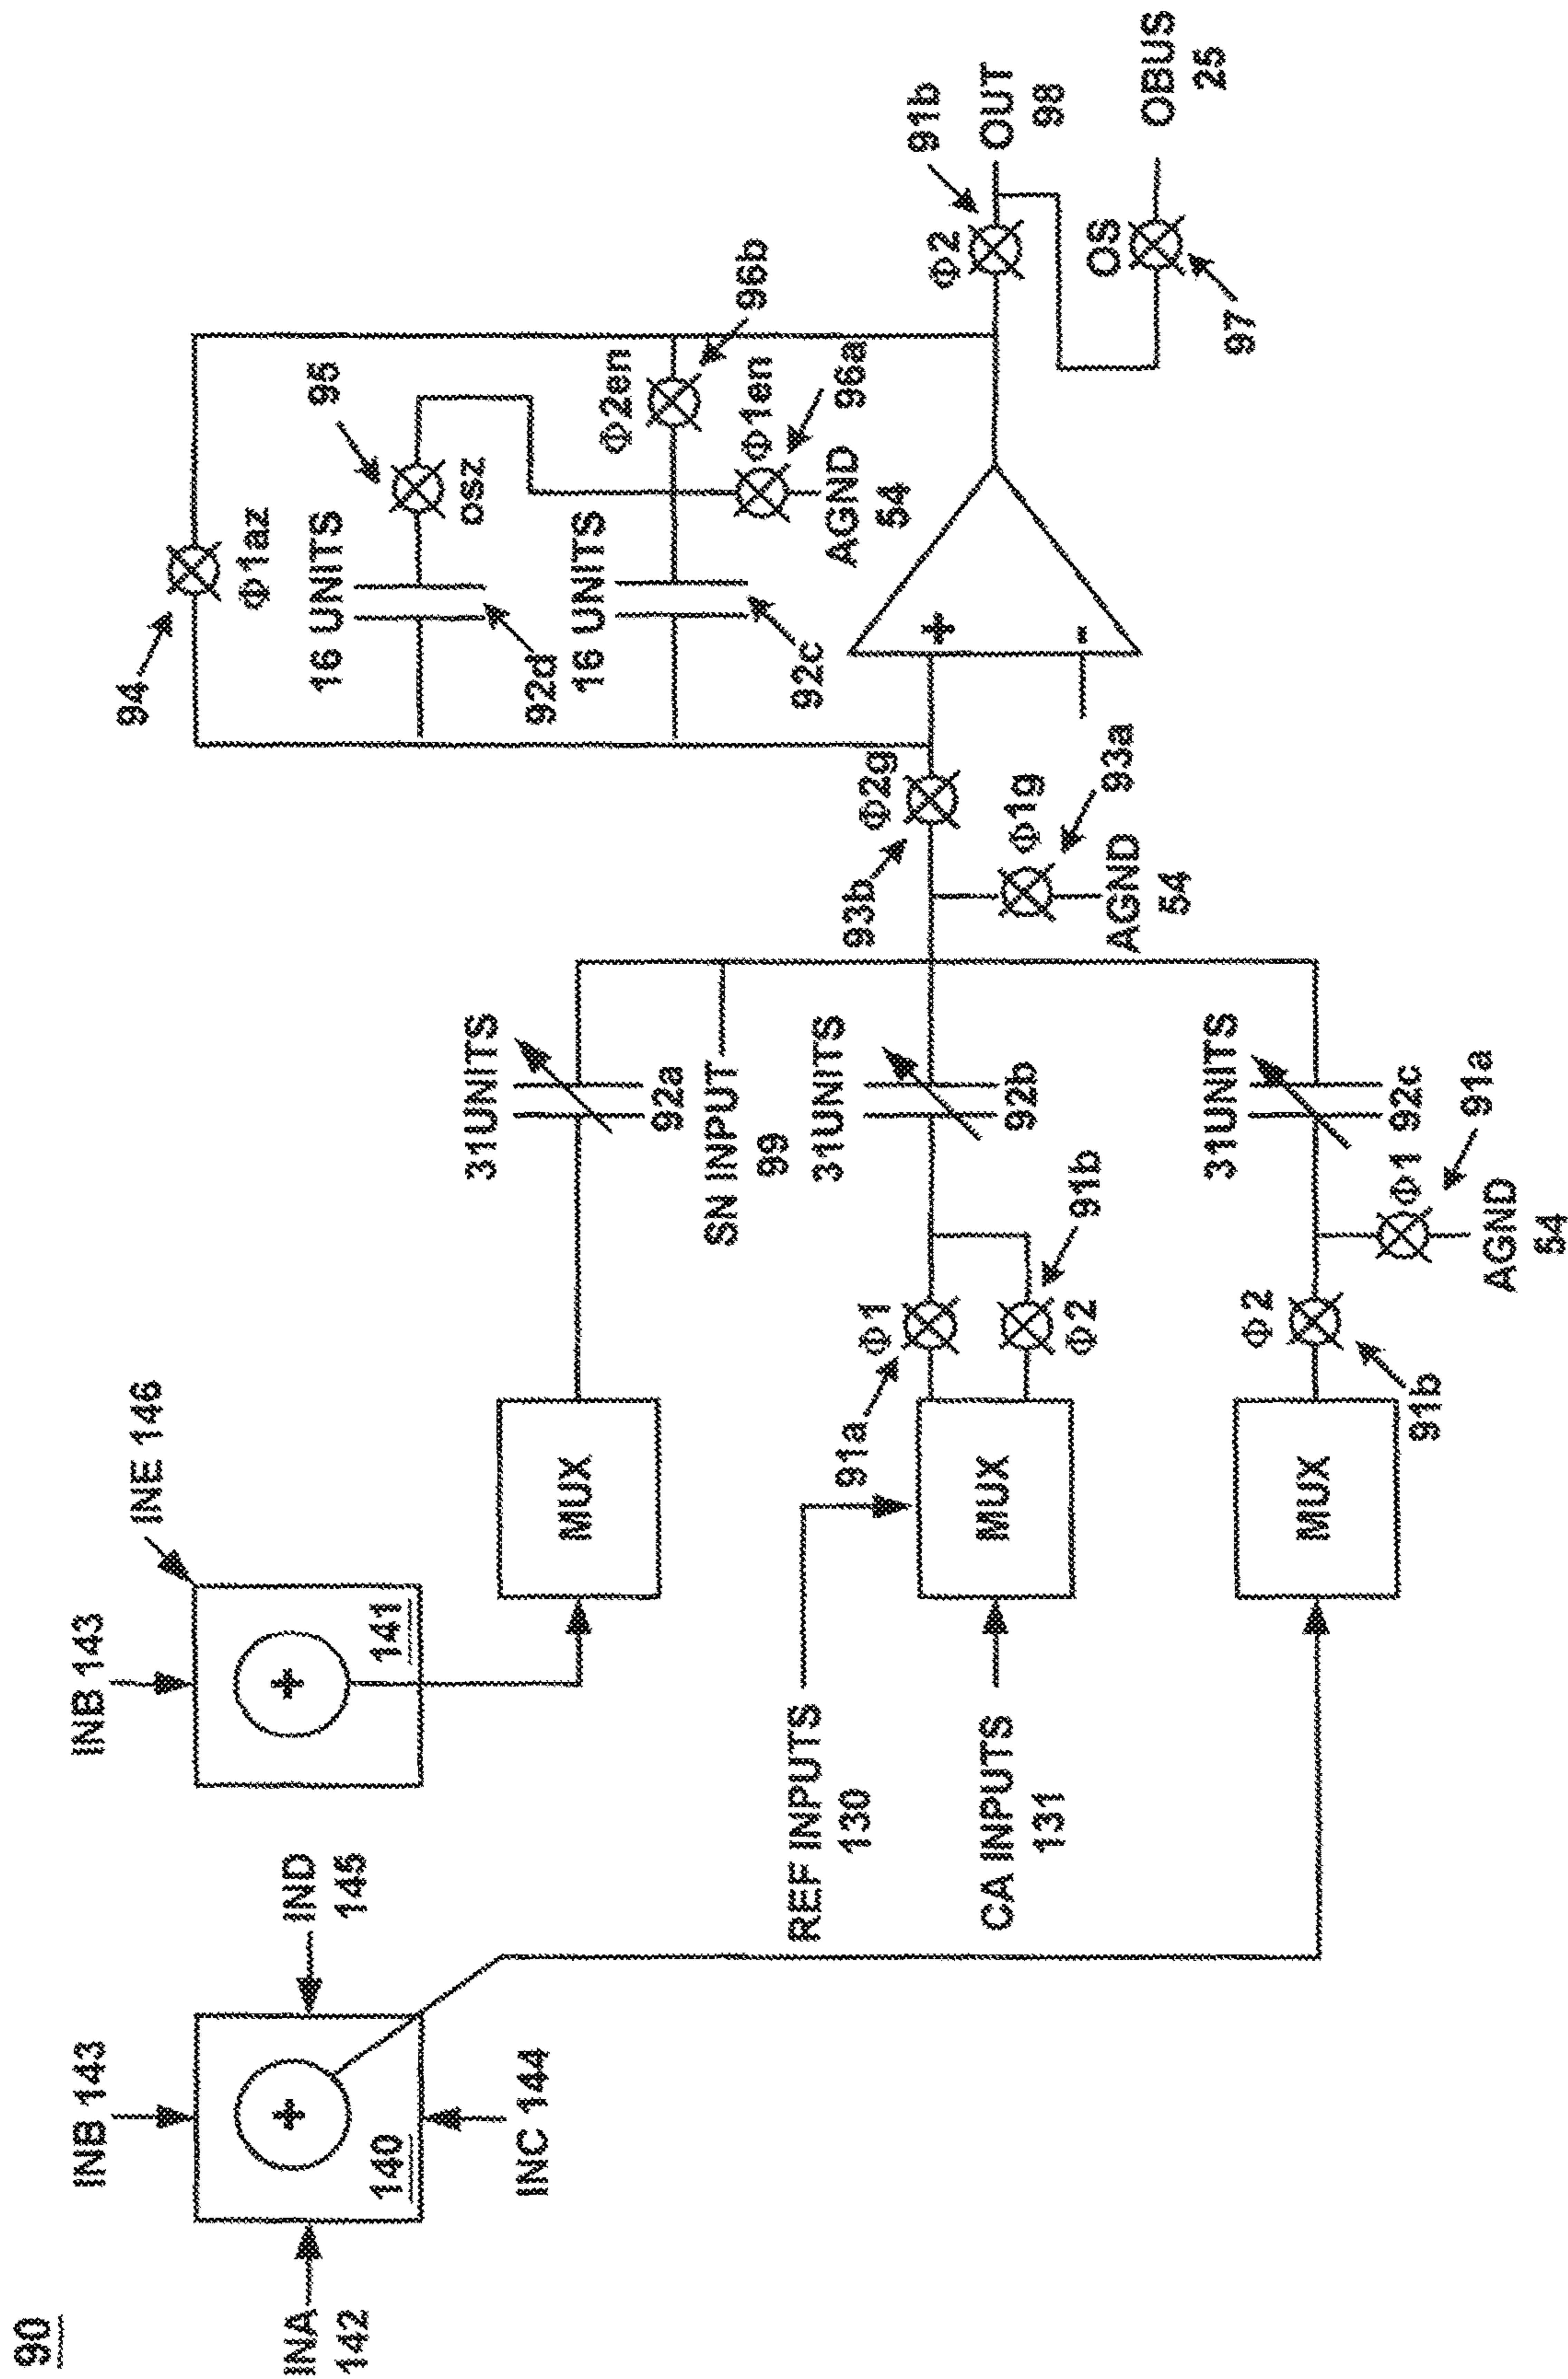 90
INA
142
INB 143
140
IND
145
INC 144
INB 143
INE 146
141
REF INPUTS
130
CA INPUTS
131
MUX
MUX
MUX
91a
Φ1
Φ2
91b
Φ2
91b
Φ1
91a
AGND
54
31UNITS
92a
SN INPUT
99
31UNITS
92b
31UNITS
92c
93b
Φ2g
Φ1g
93a
AGND
54
94
Φ1az
16 UNITS
92d
osz
95
16 UNITS
92c
Φ2en
96b
Φ1en
96a
AGND
54
+
-
Φ2
91b
OUT
98
OS
97
OBUS
25
+
+